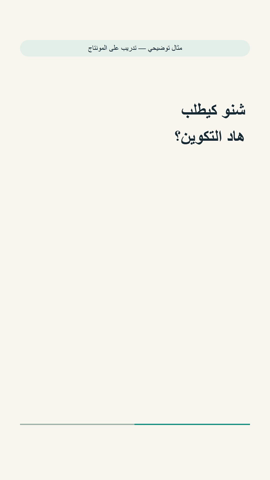 مثال توضيحي — تدريب على المونتاج
شنو كيطلب
هاد التكوين؟